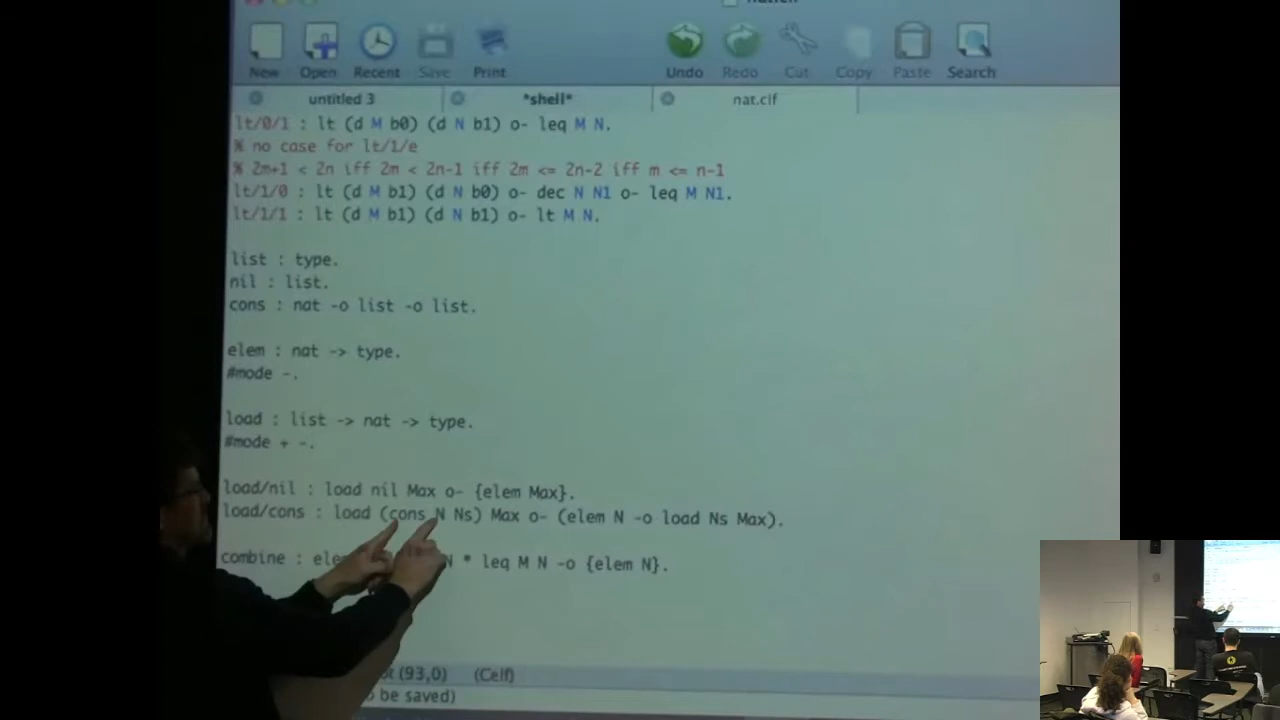 New Open Recent Save Print Undo Redo Cut Copy Paste Search
untitled 3 *shell* nat.clf
lt/0/1 : lt (d M b0) (d N b1) o- leq M N.
% no case for lt/1/e
% 2m+1 < 2n iff 2m < 2n-1 iff 2m <= 2n-2 iff m <= n-1
lt/1/0 : lt (d M b1) (d N b0) o- dec N N1 o- leq M N1.
lt/1/1 : lt (d M b1) (d N b1) o- lt M N.
list : type.
nil : list.
cons : nat -o list -o list.
elem : nat -> type.
#mode -.
load : list -> nat -> type.
#mode + -.
load/nil : load nil Max o- {elem Max}.
load/cons : load (cons N Ns) Max o- (elem N -o load Ns Max).
combine : ele N * leq M N -o {elem N}.
(93,0) (Celf)
be saved)